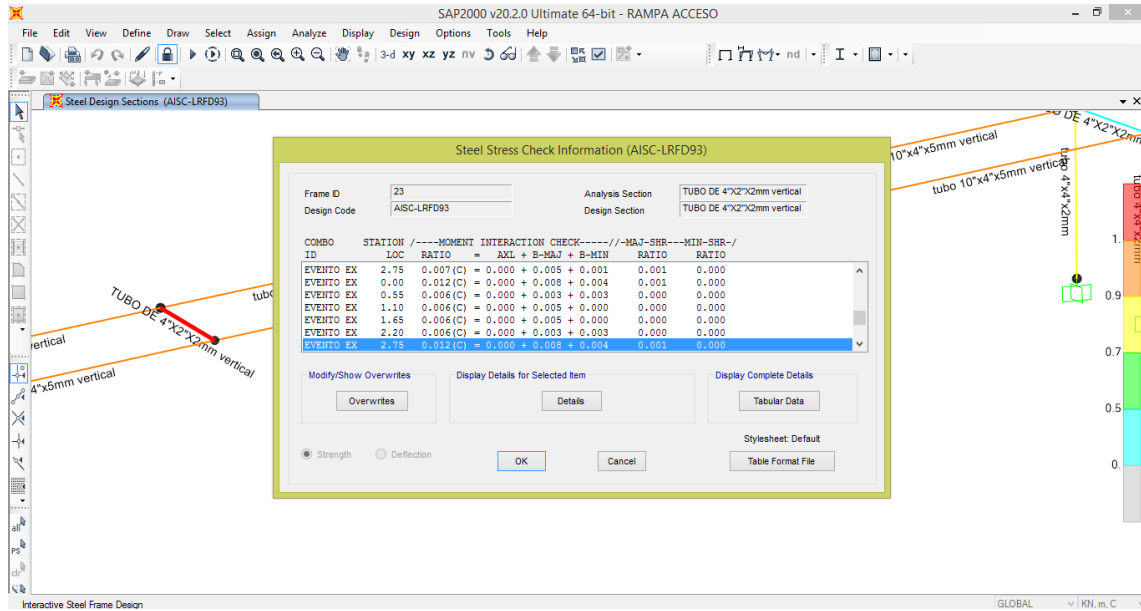 SAP2000 v20.2.0 Ultimate 64-bit - RAMPA ACCESO
File Edit View Define Draw Select Assign Analyze Display Design Options Tools Help
3-d xy xz yz nv
nd
Steel Design Sections (AISC-LRFD93)
Steel Stress Check Information (AISC-LRFD93)
Frame ID 23 Analysis Section TUBO DE 4"X2"X2mm vertical
Design Code AISC-LRFD93 Design Section TUBO DE 4"X2"X2mm vertical
COMBO STATION /----MOMENT INTERACTION CHECK-----//-MAJ-SHR---MIN-SHR-/
ID LOC RATIO = AXL + B-MAJ + B-MIN RATIO RATIO
EVENTO EX 2.75 0.007(C) = 0.000 + 0.005 + 0.001 0.001 0.000
EVENTO EX 0.00 0.012(C) = 0.000 + 0.008 + 0.004 0.001 0.000
EVENTO EX 0.55 0.006(C) = 0.000 + 0.003 + 0.003 0.000 0.000
EVENTO EX 1.10 0.006(C) = 0.000 + 0.005 + 0.000 0.000 0.000
EVENTO EX 1.65 0.006(C) = 0.000 + 0.005 + 0.000 0.000 0.000
EVENTO EX 2.20 0.006(C) = 0.000 + 0.003 + 0.003 0.000 0.000
EVENTO EX 2.75 0.012(C) = 0.000 + 0.008 + 0.004 0.001 0.000
Modify/Show Overwrites Display Details for Selected Item Display Complete Details
Overwrites Details Tabular Data
Stylesheet: Default
Strength Deflection OK Cancel Table Format File
TUBO DE 4"X2"X2mm vertical
vertical
4"x5mm vertical
10"x4"x5mm vertical
tubo 10"x4"x5mm vertical
DE 4"X2"X2mm
tubo 4"x4"x2mm
tubo 4"x4"x2mm
1.
0.9
0.7
0.5
0.
all
PS
clr
Interactive Steel Frame Design GLOBAL KN, m, C